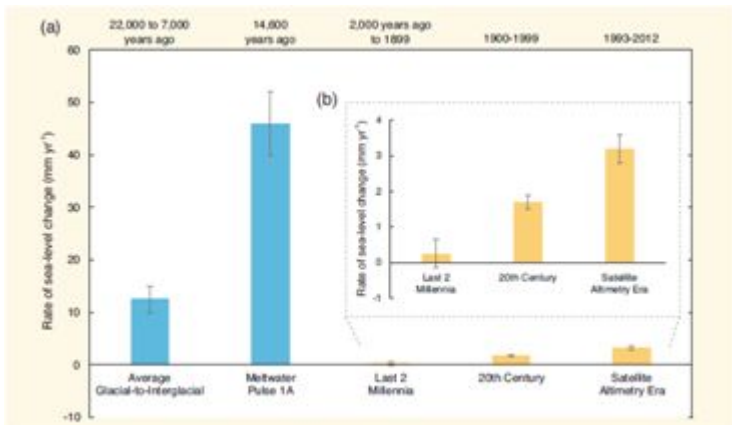 (a)
22,000 to 7,000
years ago
14,600
years ago
2,000 years ago
to 1899
1900-1999
1993-2012
Rate of sea-level change (mm yr⁻¹)
60
50
40
30
20
10
0
-10
(b)
Rate of sea-level change (mm yr⁻¹)
4
3
2
1
0
-1
Last 2
Millennia
20th Century
Satellite
Altimetry Era
Average
Glacial-to-Interglacial
Meltwater
Pulse 1A
Last 2
Millennia
20th Century
Satellite
Altimetry Era